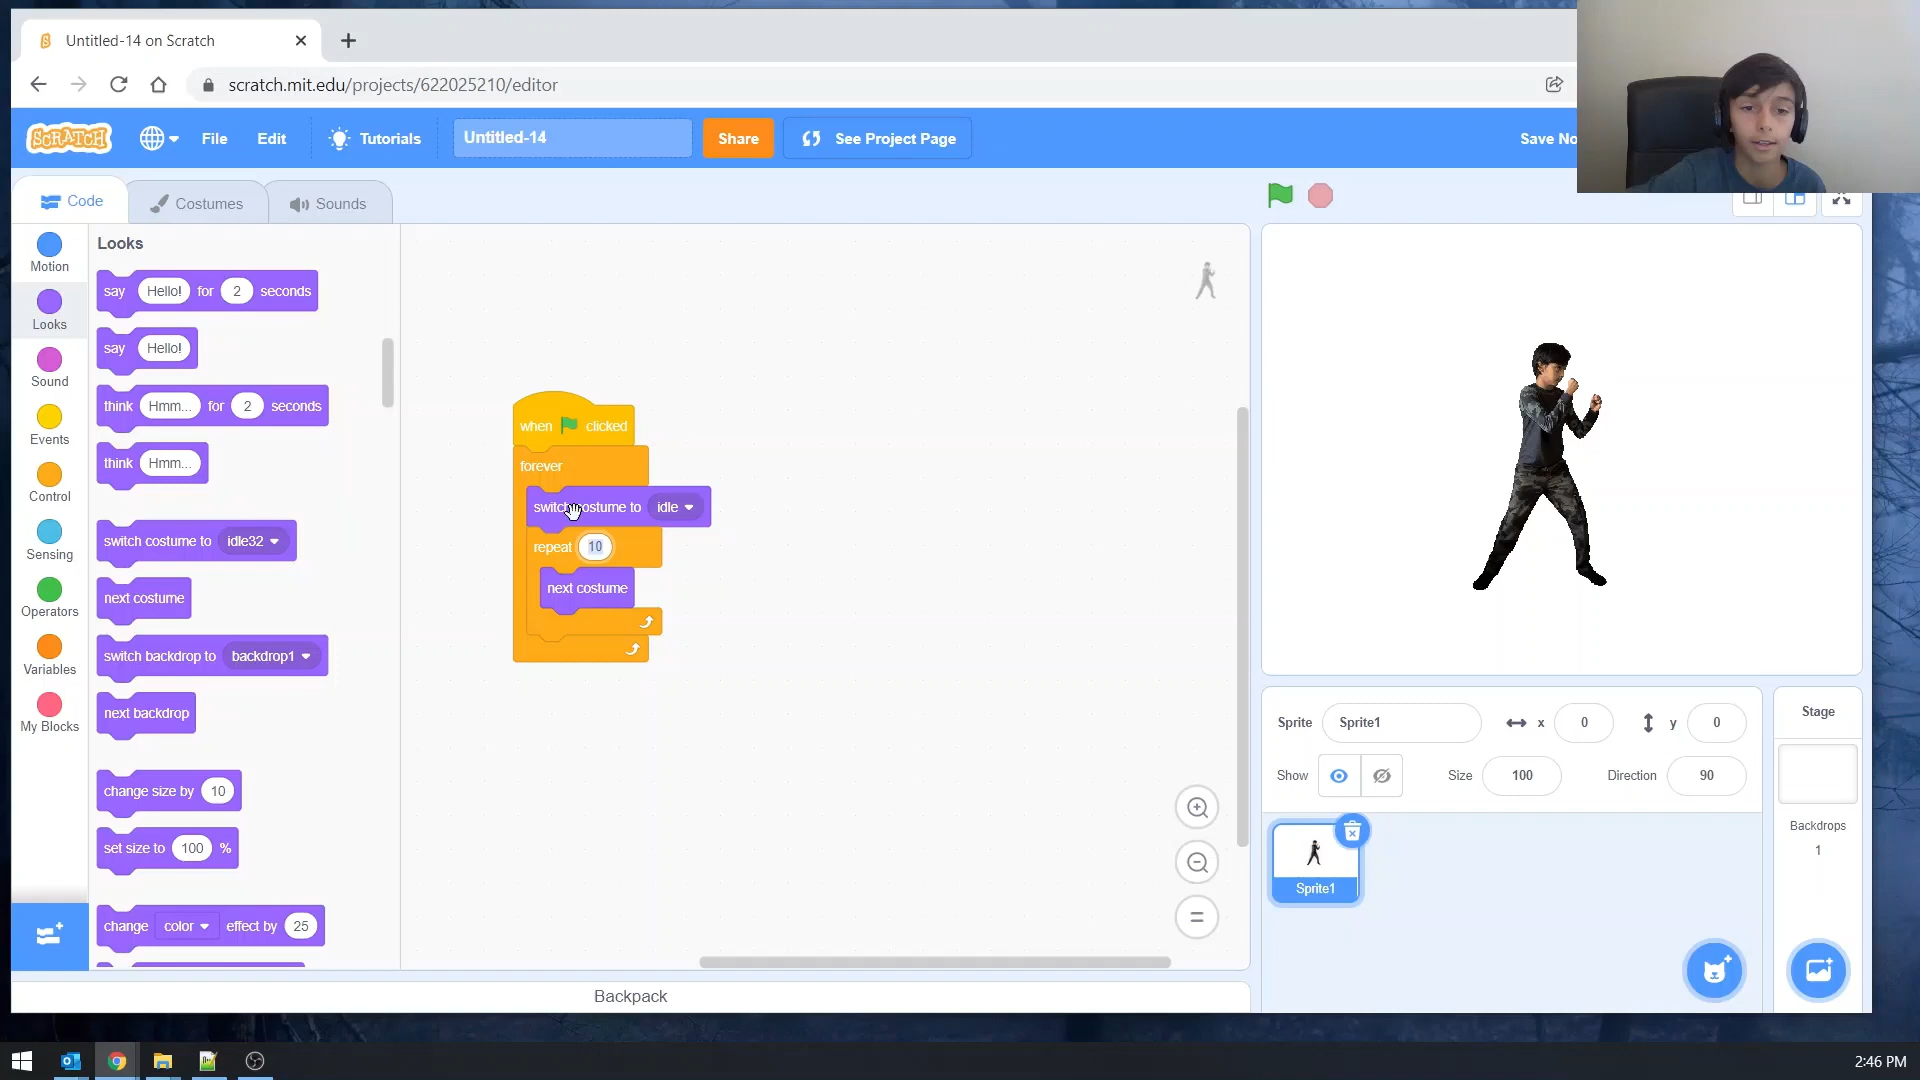 Untitled-14 on Scratch
scratch.mit.edu/projects/622025210/editor
SCRATCH
File
Edit
Tutorials
Untitled-14
Share
See Project Page
Save No
Code
Costumes
Sounds
Motion
Looks
Sound
Events
Control
Sensing
Operators
Variables
My Blocks
Looks
say Hello! for 2 seconds
say Hello!
think Hmm... for 2 seconds
think Hmm...
switch costume to idle32
next costume
switch backdrop to backdrop1
next backdrop
change size by 10
set size to 100 %
change color effect by 25
when clicked
forever
switch costume to idle
repeat 10
next costume
Backpack
Sprite Sprite1 x 0 y 0
Show Size 100 Direction 90
Sprite1
Stage
Backdrops
1
2:46 PM